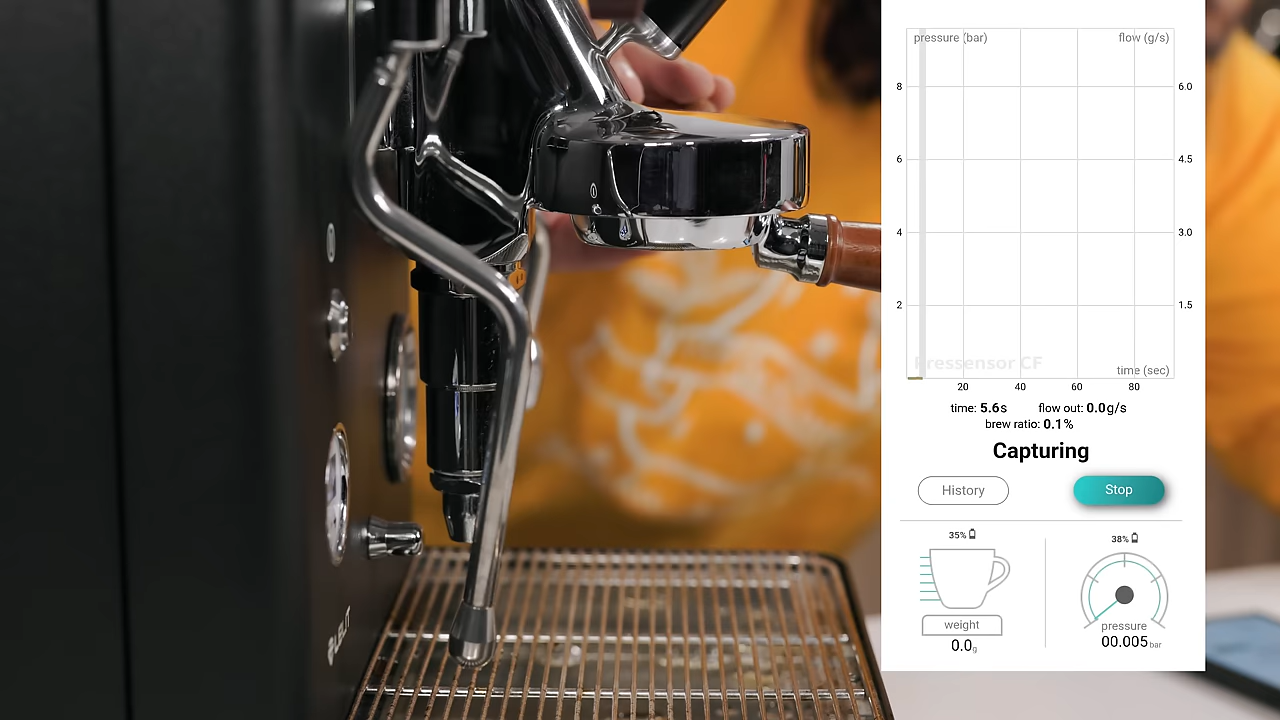 pressure (bar) flow (g/s)
8 6.0
6 4.5
4 3.0
2 1.5
Pressensor CF
time (sec)
20 40 60 80
time: 5.6s flow out: 0.0g/s
brew ratio: 0.1%
Capturing
History Stop
35% 38%
weight
0.0g
pressure
00.005 bar